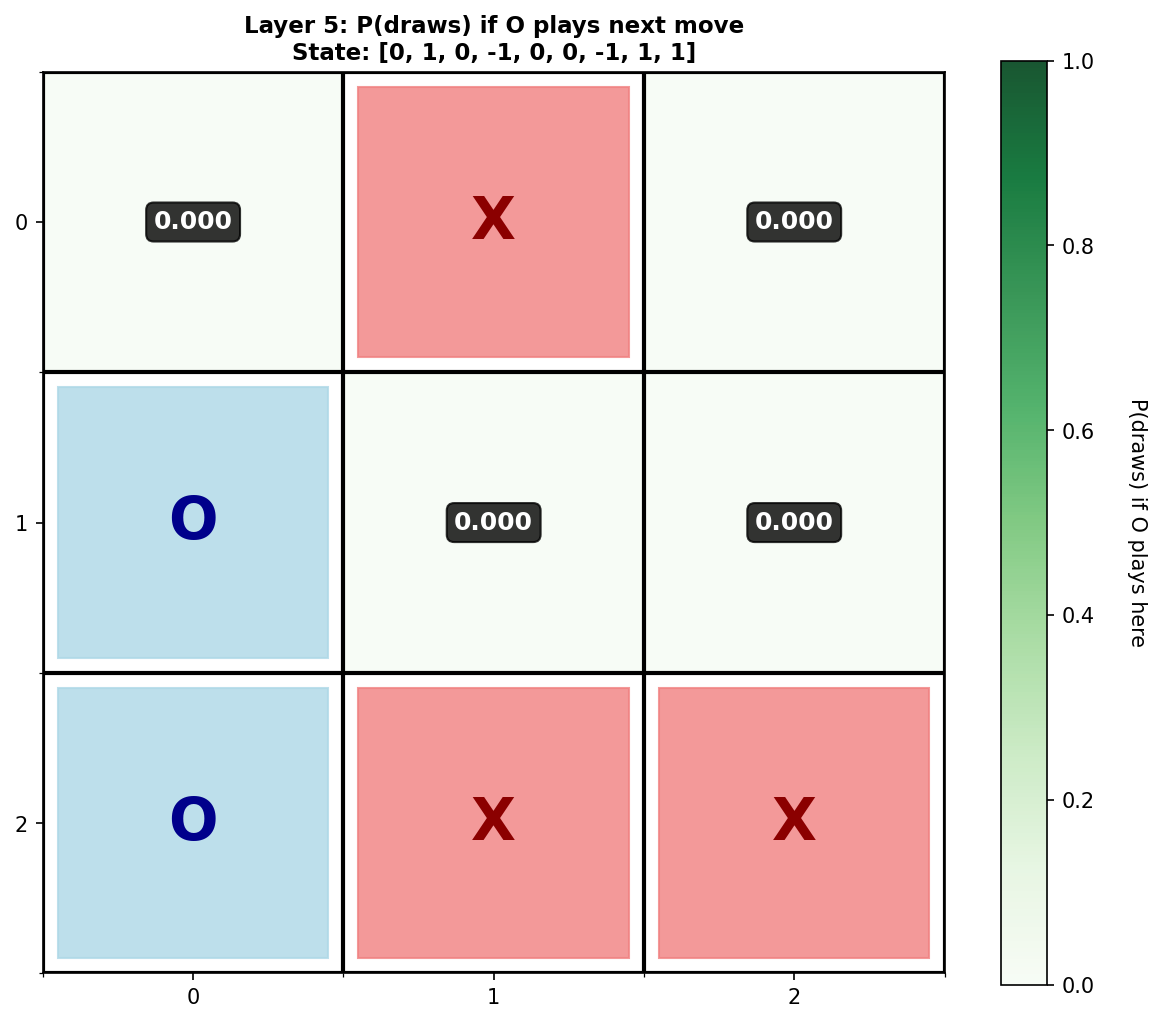 Layer 5: P(draws) if O plays next move
State: [0, 1, 0, -1, 0, 0, -1, 1, 1]
0.000 X 0.000
O 0.000 0.000
O X X
0
1
2
0 1 2
1.0
0.8
0.6
0.4
0.2
0.0
P(draws) if O plays here